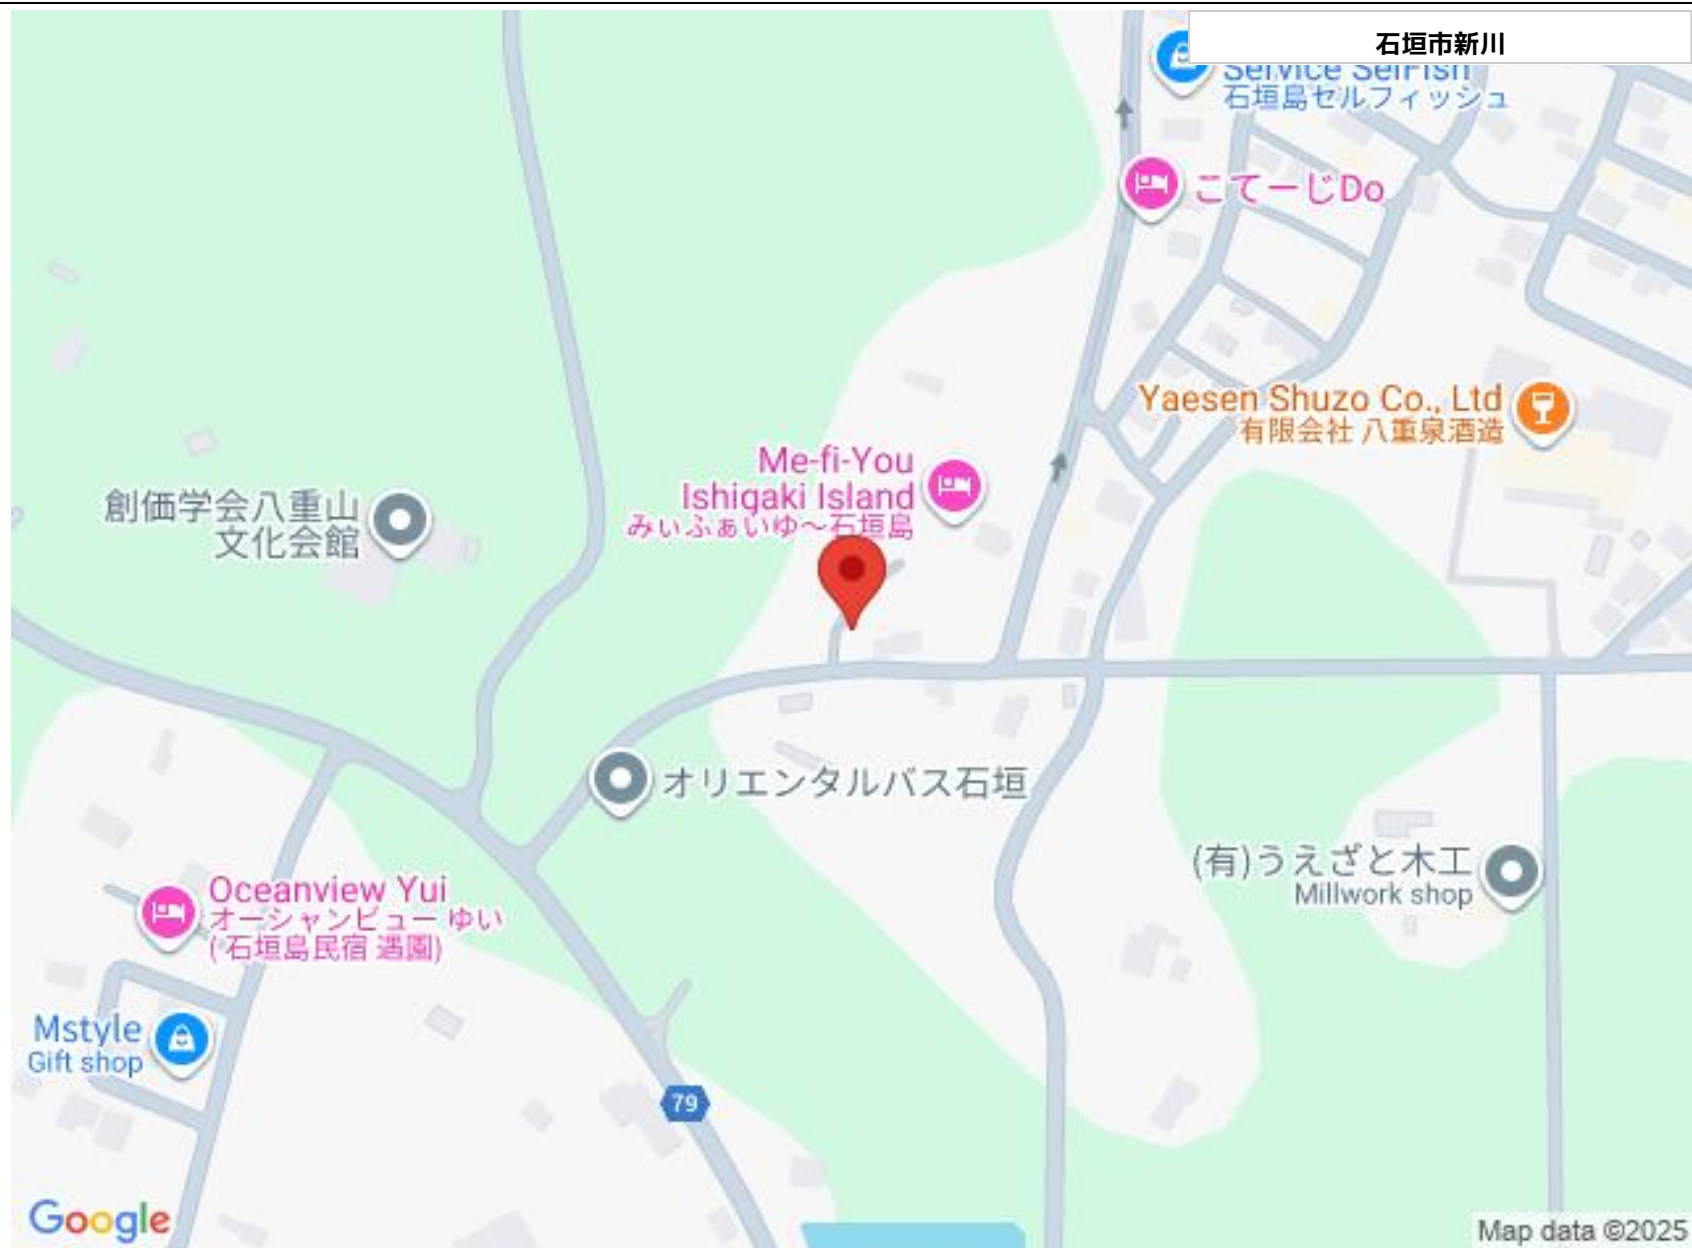 石垣市新川
Service SelFish
石垣島セルフィッシュ
こてーじDo
Yaesen Shuzo Co., Ltd
有限会社 八重泉酒造
Me-fi-You
Ishigaki Island
みぃふぁいゆ～石垣島
創価学会八重山
文化会館
オリエンタルバス石垣
(有)うえざと木工
Millwork shop
Oceanview Yui
オーシャンビュー ゆい
(石垣島民宿 遇園)
Mstyle
Gift shop
79
Google
Map data ©2025